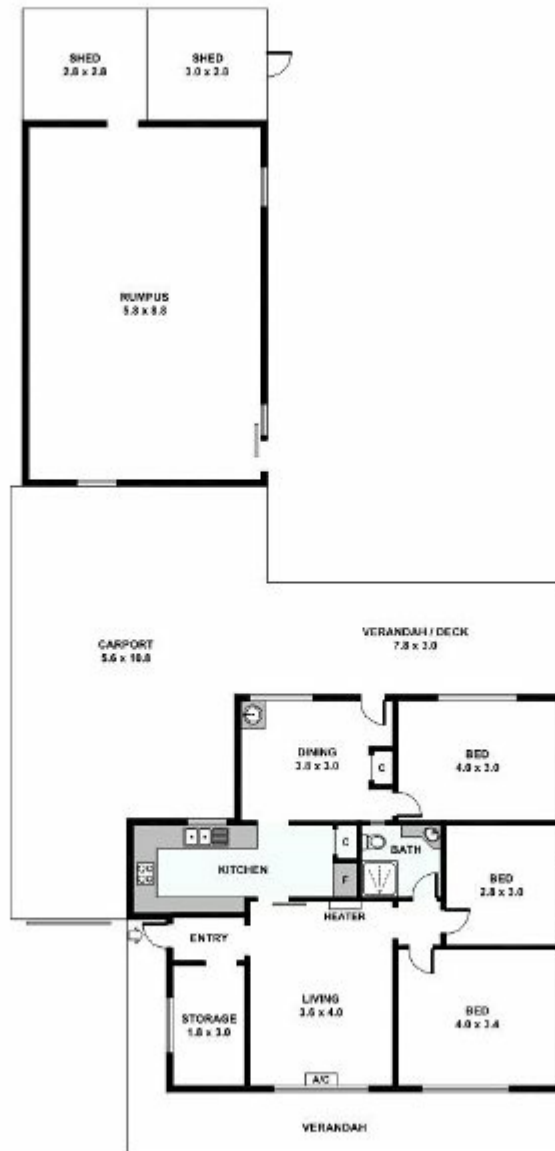 SHED
2.8 x 2.8
SHED
3.0 x 2.8
RUMPUS
5.8 x 8.8
CARPORT
5.6 x 10.8
VERANDAH / DECK
7.8 x 3.0
DINING
3.8 x 3.0
C
BED
4.0 x 3.0
KITCHEN
C
F
BATH
BED
2.8 x 3.0
HEATER
ENTRY
STORAGE
1.8 x 3.0
LIVING
3.6 x 4.0
BED
4.0 x 3.4
A/C
VERANDAH